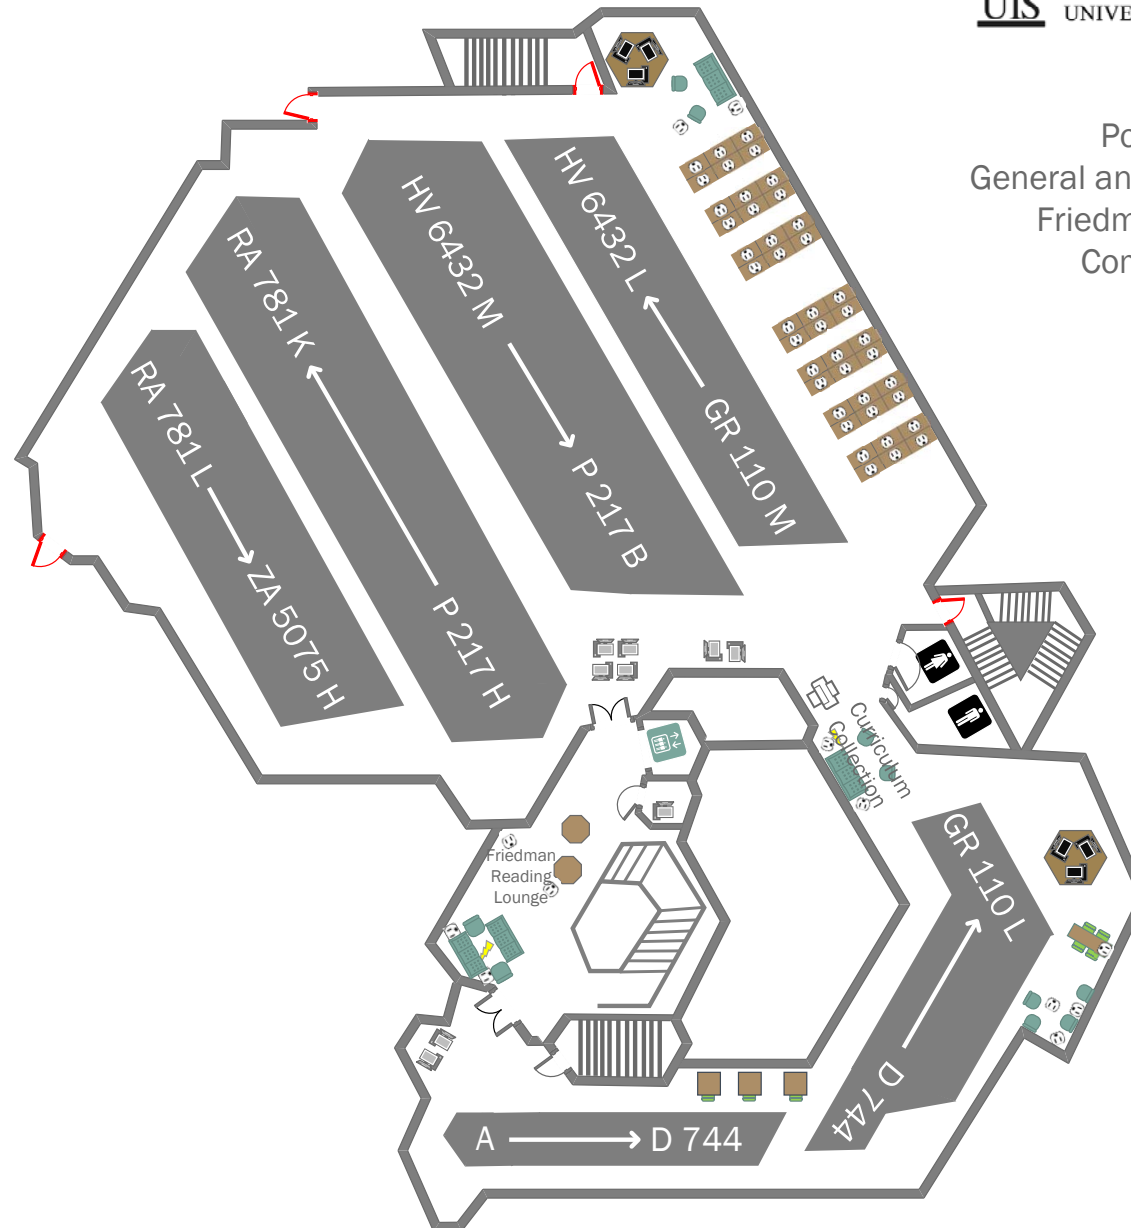 UIS UNIVE
Po
General an
Friedm
Con
HV 6432 L
GR 110 M
HV 6432 M
P 217 B
RA 781 K
P 217 H
RA 781 L
ZA 5075 H
Curriculum
Collection
GR 110 L
D 744
Friedman
Reading
Lounge
A
D 744